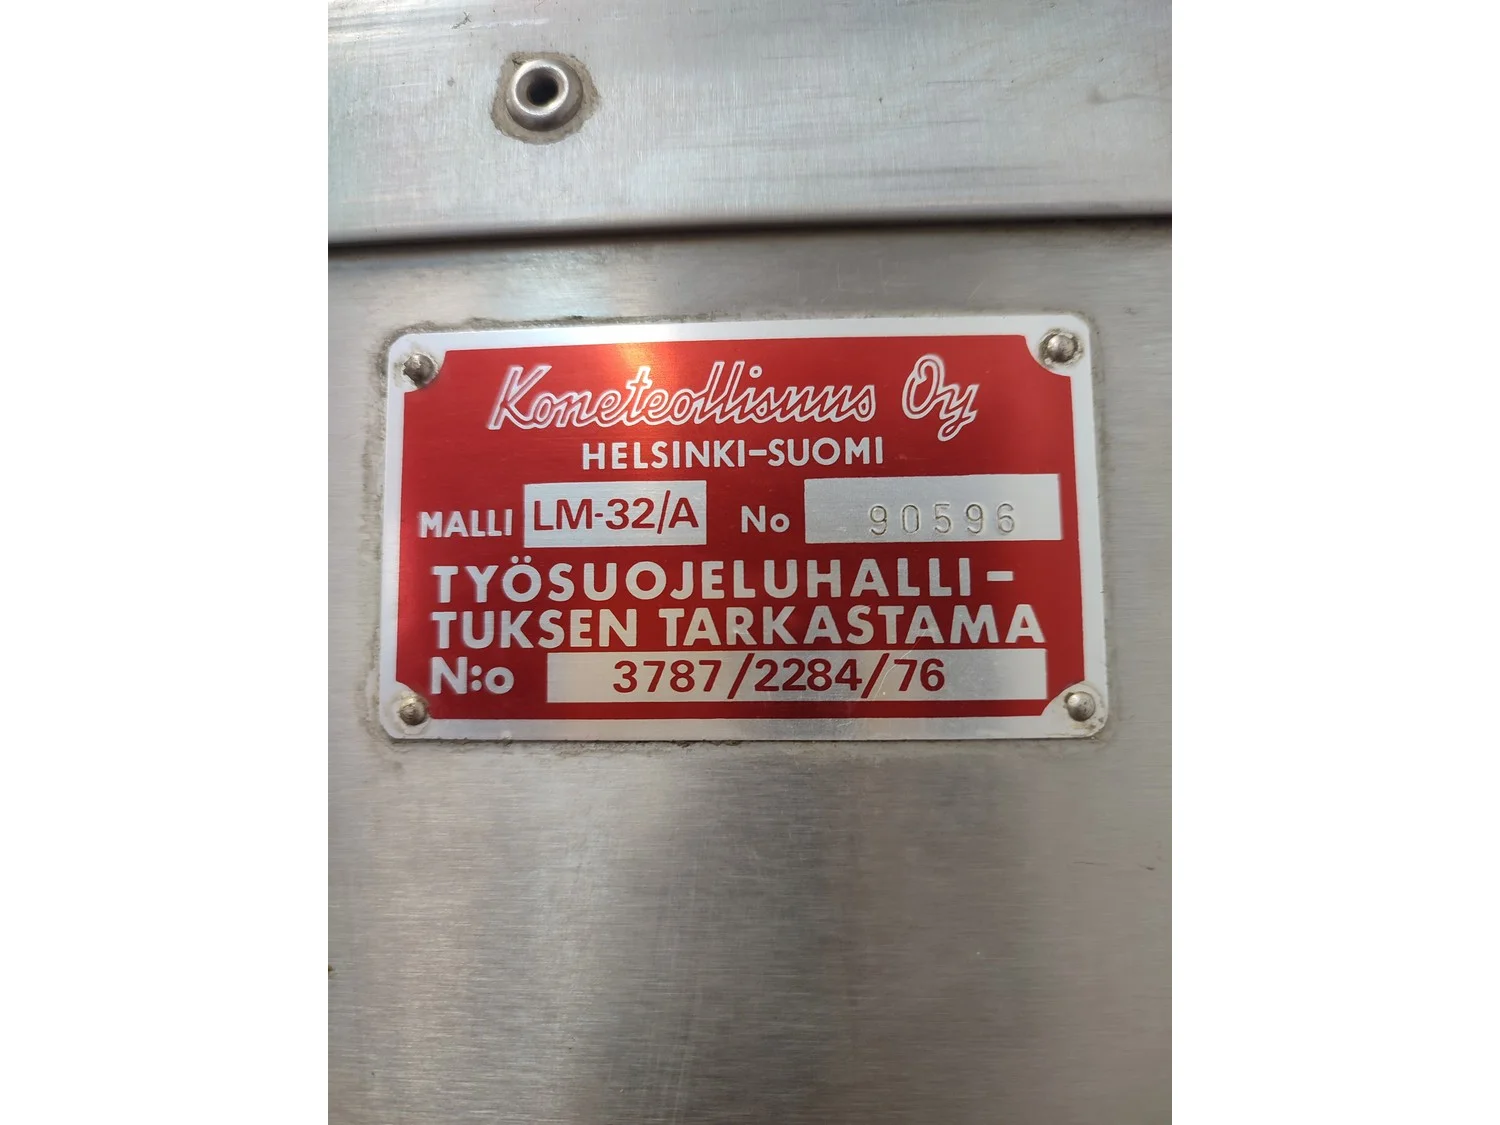 Koneteollisuus Oy
HELSINKI-SUOMI
MALLI LM-32/A No 90596
TYÖSUOJELUHALLI-
TUKSEN TARKASTAMA
N:o 3787/2284/76